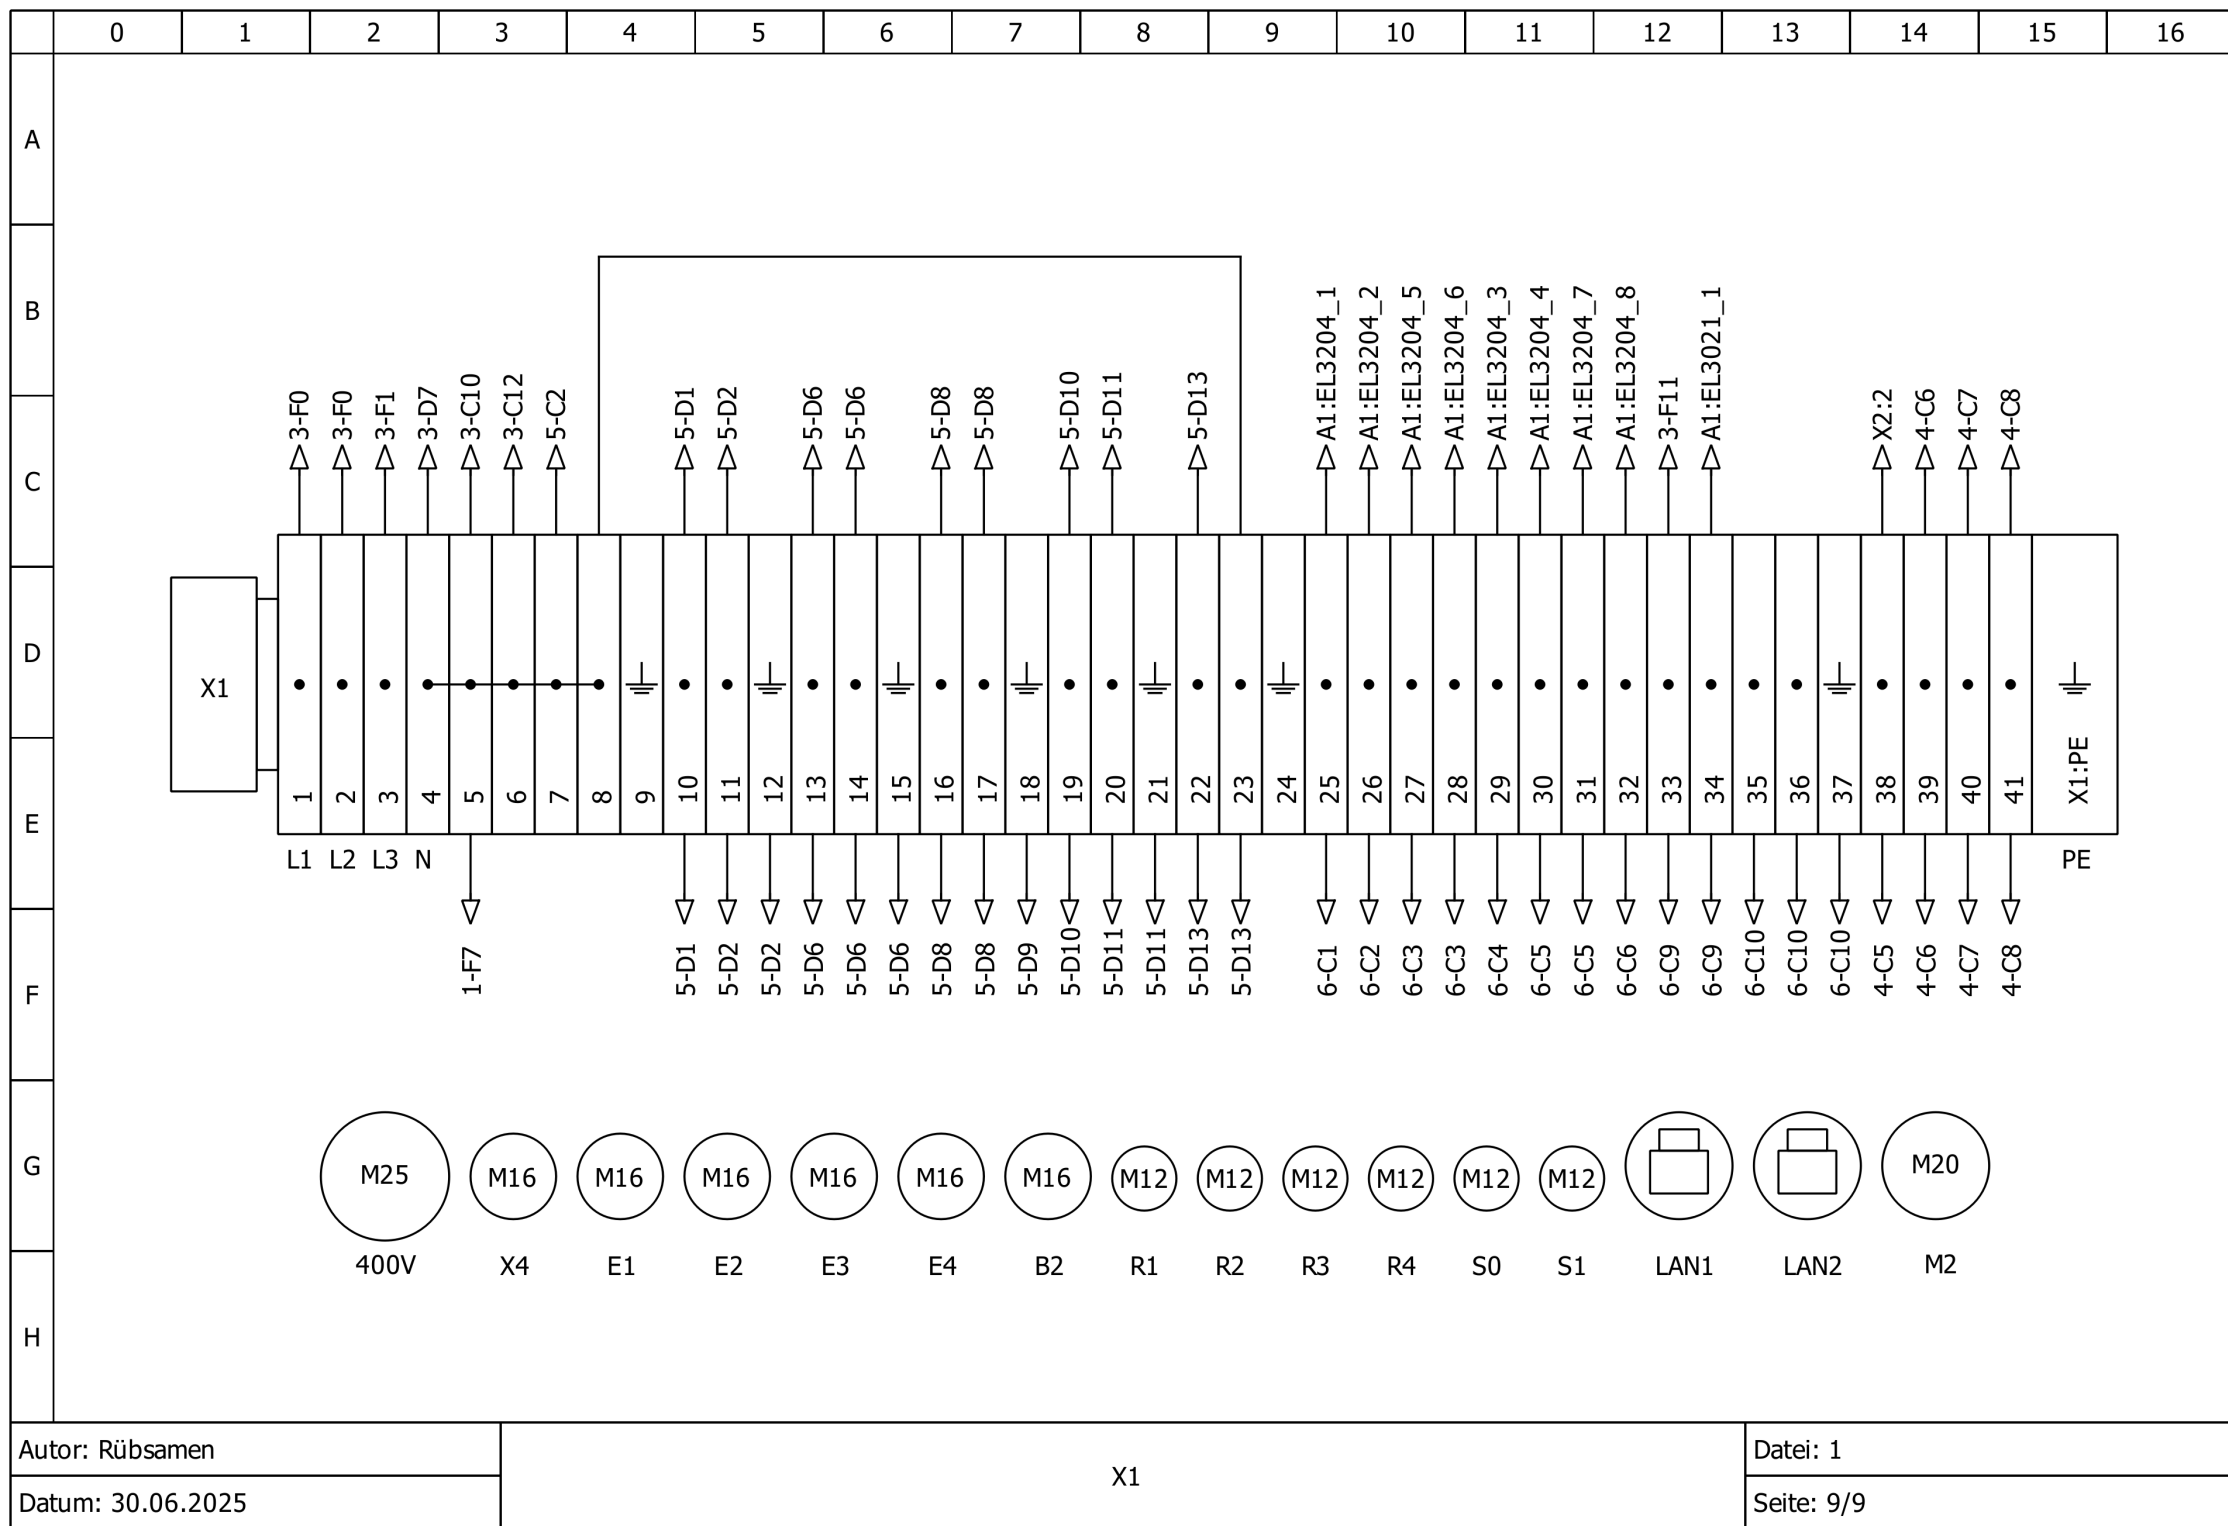 0 1 2 3 4 5 6 7 8 9 10 11 12 13 14 15 16
A
B
C
D
E
F
G
H
3-F0 3-F0 3-F1 3-D7 3-C10 3-C12 5-C2 5-D1 5-D2 5-D6 5-D6 5-D8 5-D8 5-D10 5-D11 5-D13 A1:EL3204_1 A1:EL3204_2 A1:EL3204_5 A1:EL3204_6 A1:EL3204_3 A1:EL3204_4 A1:EL3204_7 A1:EL3204_8 3-F11 A1:EL3021_1 X2:2 4-C6 4-C7 4-C8
X1
1 2 3 4 5 6 7 8 9 10 11 12 13 14 15 16 17 18 19 20 21 22 23 24 25 26 27 28 29 30 31 32 33 34 35 36 37 38 39 40 41 X1:PE
L1 L2 L3 N PE
1-F7 5-D1 5-D2 5-D2 5-D6 5-D6 5-D6 5-D8 5-D8 5-D9 5-D10 5-D11 5-D11 5-D13 5-D13 6-C1 6-C2 6-C3 6-C3 6-C4 6-C5 6-C5 6-C6 6-C9 6-C9 6-C10 6-C10 6-C10 4-C5 4-C6 4-C7 4-C8
M25 M16 M16 M16 M16 M16 M16 M12 M12 M12 M12 M12 M12 M20
400V X4 E1 E2 E3 E4 B2 R1 R2 R3 R4 S0 S1 LAN1 LAN2 M2
Autor: Rübsamen
Datum: 30.06.2025
X1
Datei: 1
Seite: 9/9